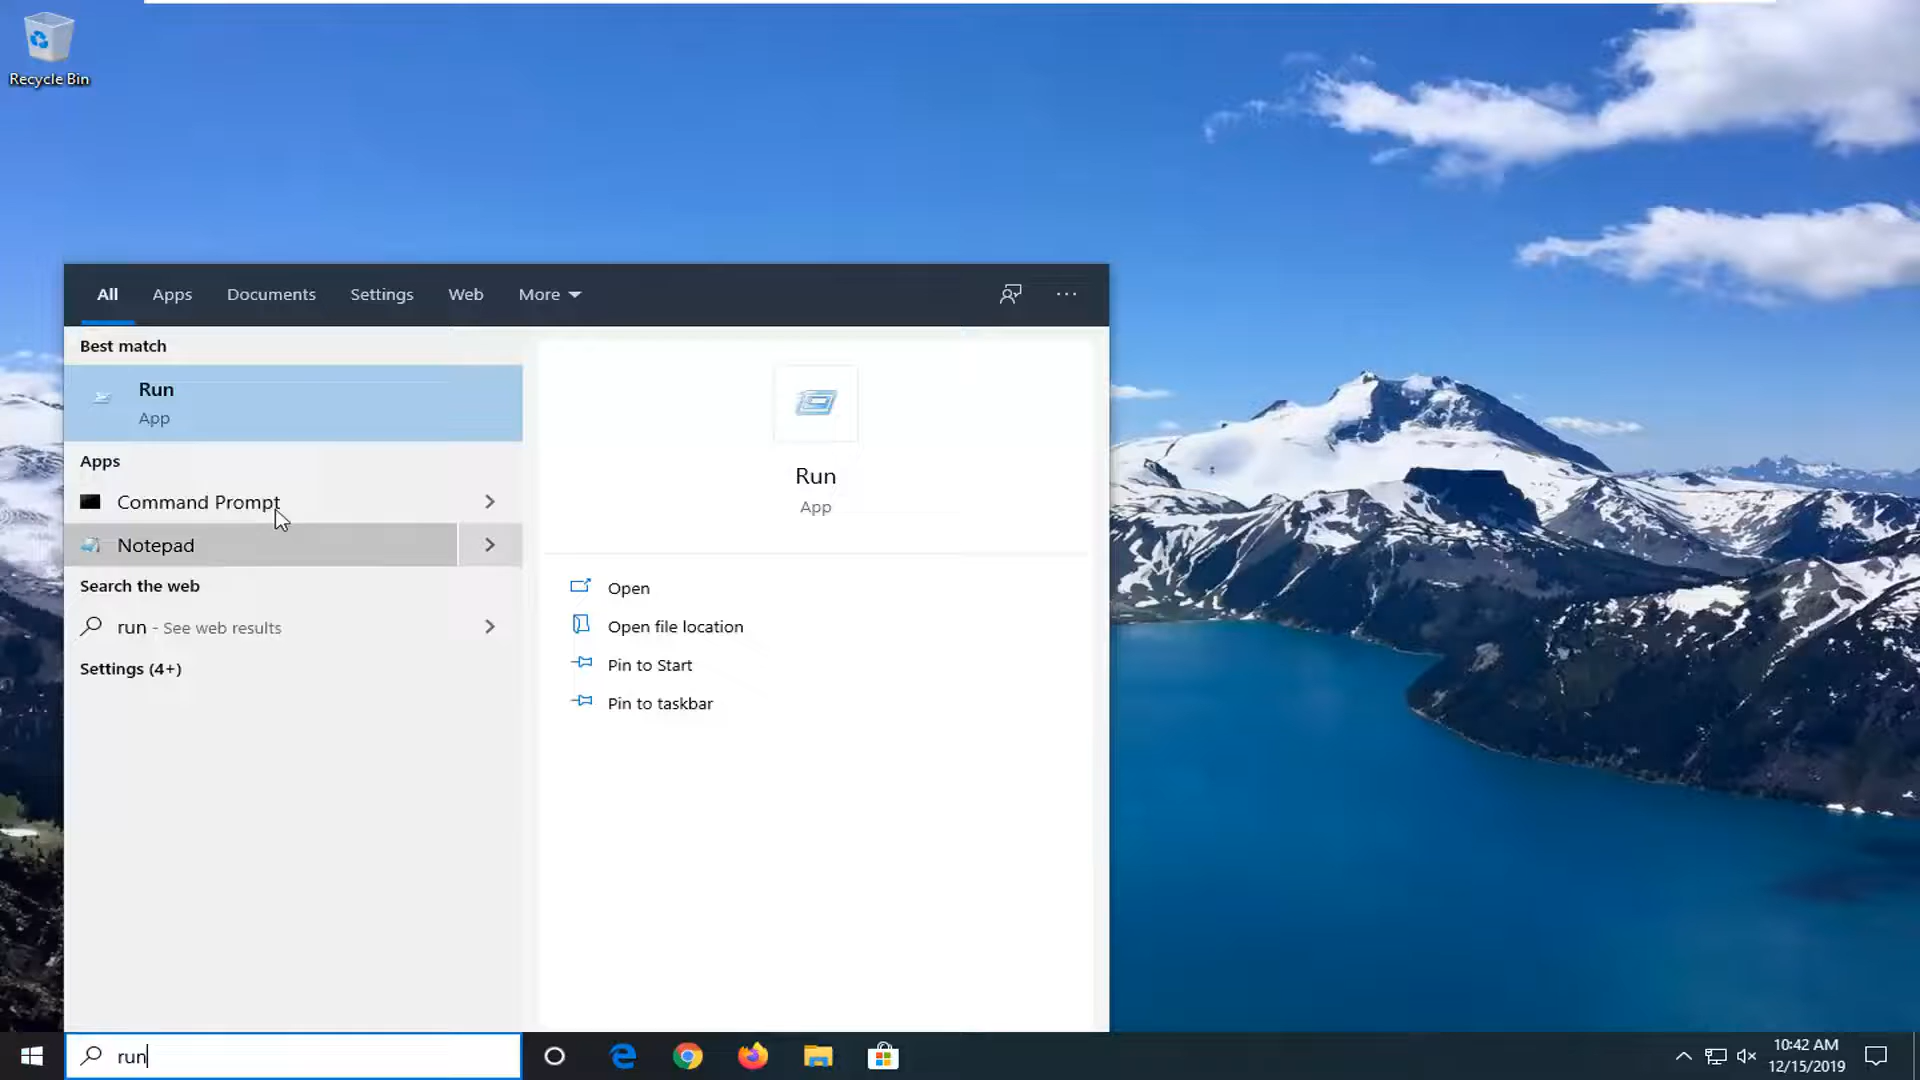 Recycle Bin
All Apps Documents Settings Web More
Best match
Run
App
Apps
Command Prompt
Notepad
Search the web
run - See web results
Settings (4+)
Run
App
Open
Open file location
Pin to Start
Pin to taskbar
run
10:42 AM
12/15/2019